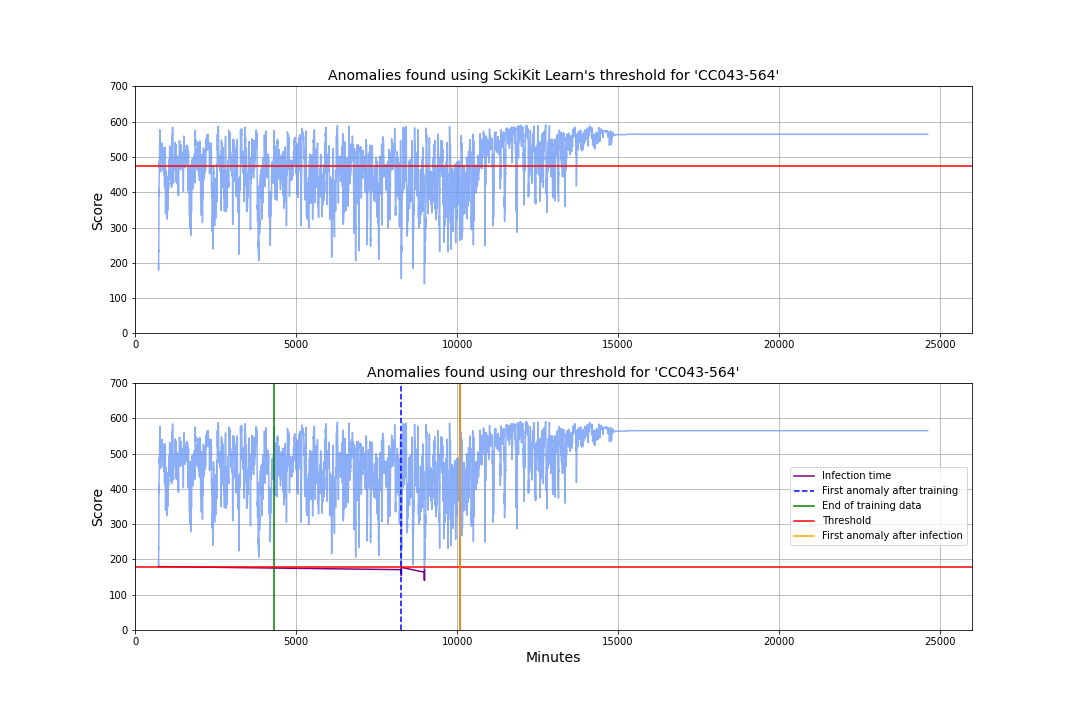 Anomalies found using SckiKit Learn's threshold for 'CC043-564'
700
600
500
400
300
200
100
0
Score
0 5000 10000 15000 20000 25000
Anomalies found using our threshold for 'CC043-564'
700
600
500
400
300
200
100
0
Score
Infection time
First anomaly after training
End of training data
Threshold
First anomaly after infection
0 5000 10000 15000 20000 25000
Minutes